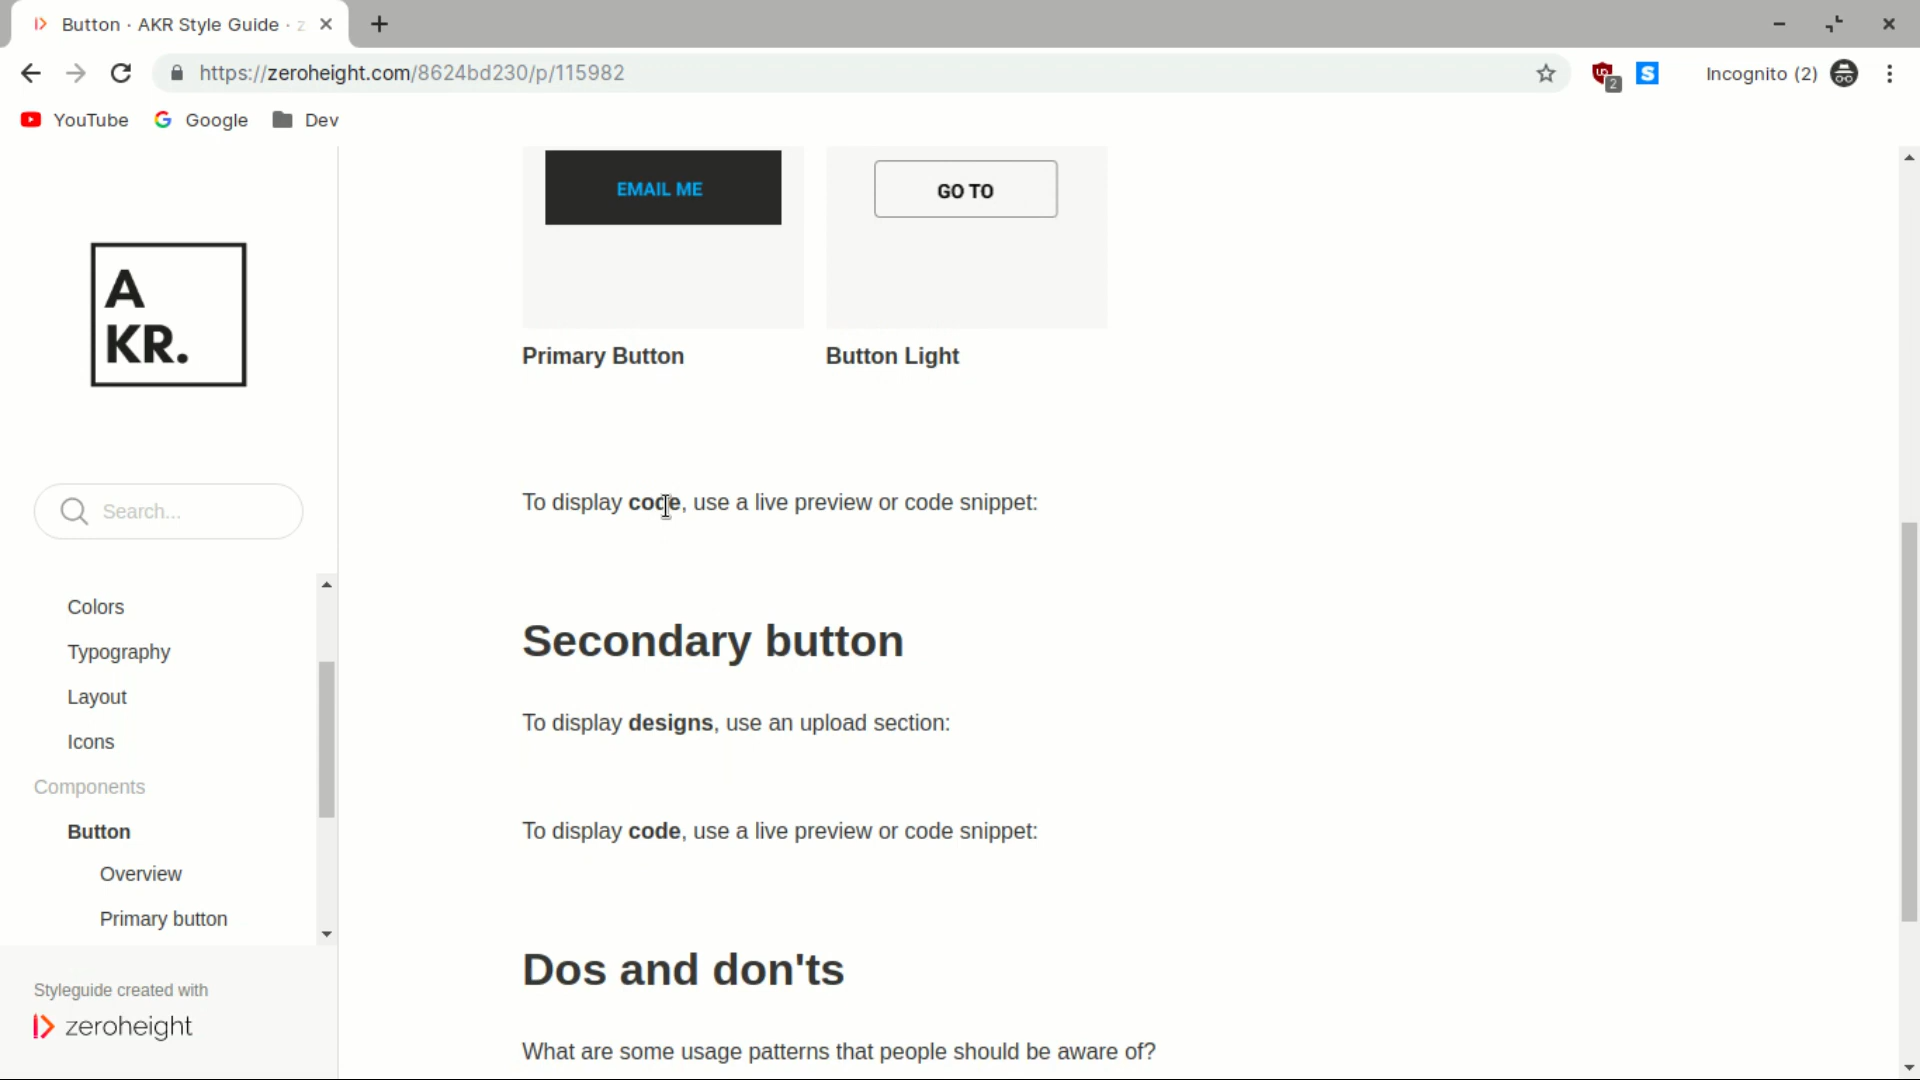 Button · AKR Style Guide · z
https://zeroheight.com/8624bd230/p/115982
2
S
Incognito (2)
YouTube
Google
Dev
A
KR.
Search...
Colors
Typography
Layout
Icons
Components
Button
Overview
Primary button
Styleguide created with
zeroheight
EMAIL ME
GO TO
Primary Button
Button Light
To display code, use a live preview or code snippet:
Secondary button
To display designs, use an upload section:
To display code, use a live preview or code snippet:
Dos and don'ts
What are some usage patterns that people should be aware of?